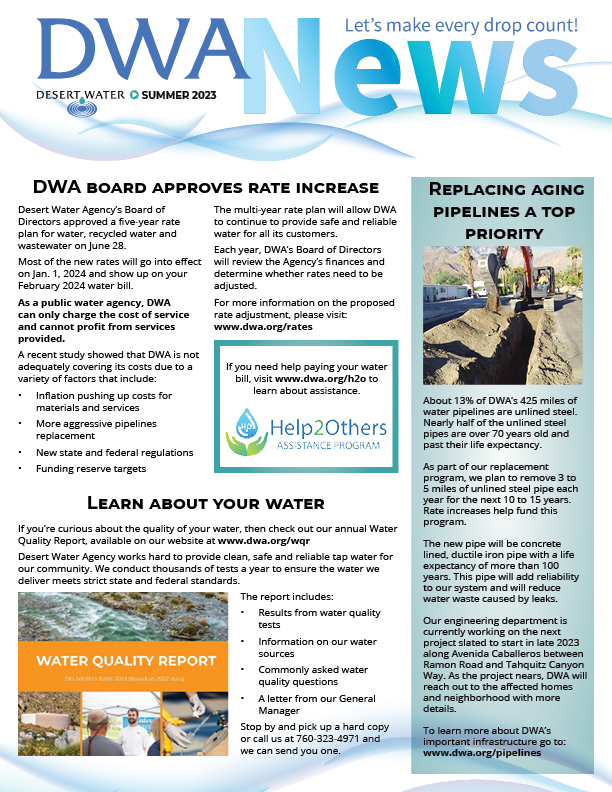 DWA News
Let's make every drop count!
DESERT WATER
SUMMER 2023
DWA BOARD APPROVES RATE INCREASE
Desert Water Agency's Board of
Directors approved a five-year rate
plan for water, recycled water and
wastewater on June 28.
Most of the new rates will go into effect
on Jan. 1, 2024 and show up on your
February 2024 water bill.
As a public water agency, DWA
can only charge the cost of service
and cannot profit from services
provided.
A recent study showed that DWA is not
adequately covering its costs due to a
variety of factors that include:
• Inflation pushing up costs for
materials and services
• More aggressive pipelines
replacement
• New state and federal regulations
• Funding reserve targets
The multi-year rate plan will allow DWA
to continue to provide safe and reliable
water for all its customers.
Each year, DWA's Board of Directors
will review the Agency's finances and
determine whether rates need to be
adjusted.
For more information on the proposed
rate adjustment, please visit:
www.dwa.org/rates
If you need help paying your water
bill, visit www.dwa.org/h2o to
learn about assistance.
H2O
Help2Others
ASSISTANCE PROGRAM
LEARN ABOUT YOUR WATER
If you're curious about the quality of your water, then check out our annual Water
Quality Report, available on our website at www.dwa.org/wqr
Desert Water Agency works hard to provide clean, safe and reliable tap water for
our community. We conduct thousands of tests a year to ensure the water we
deliver meets strict state and federal standards.
WATER QUALITY REPORT
DELIVERED JUNE 2023 (Based on 2022 data)
The report includes:
• Results from water quality
tests
• Information on our water
sources
• Commonly asked water
quality questions
• A letter from our General
Manager
Stop by and pick up a hard copy
or call us at 760-323-4971 and
we can send you one.
REPLACING AGING
PIPELINES A TOP
PRIORITY
About 13% of DWA's 425 miles of
water pipelines are unlined steel.
Nearly half of the unlined steel
pipes are over 70 years old and
past their life expectancy.
As part of our replacement
program, we plan to remove 3 to
5 miles of unlined steel pipe each
year for the next 10 to 15 years.
Rate increases help fund this
program.
The new pipe will be concrete
lined, ductile iron pipe with a life
expectancy of more than 100
years. This pipe will add reliability
to our system and will reduce
water waste caused by leaks.
Our engineering department is
currently working on the next
project slated to start in late 2023
along Avenida Caballeros between
Ramon Road and Tahquitz Canyon
Way. As the project nears, DWA will
reach out to the affected homes
and neighborhood with more
details.
To learn more about DWA's
important infrastructure go to:
www.dwa.org/pipelines